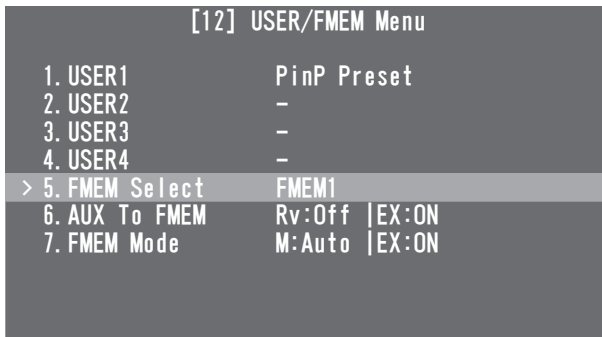 [12] USER/FMEM Menu
1. USER1 PinP Preset
2. USER2 –
3. USER3 –
4. USER4 –
> 5. FMEM Select FMEM1
6. AUX To FMEM Rv:Off |EX:ON
7. FMEM Mode M:Auto |EX:ON